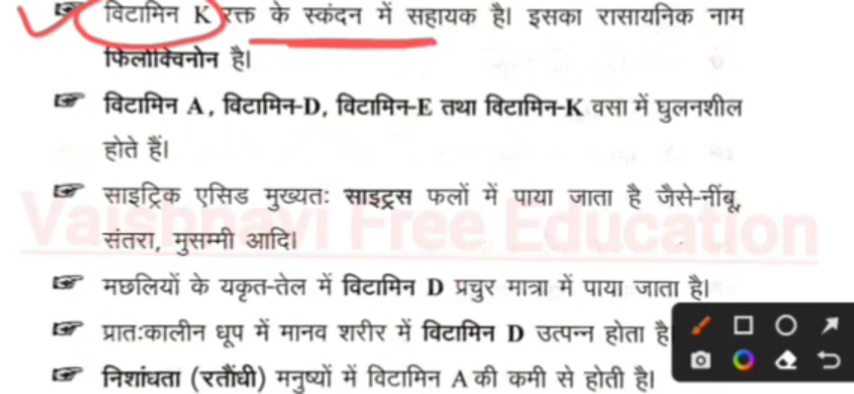 विटामिन K रक्त के स्कंदन में सहायक है। इसका रासायनिक नाम
फिलोक्विनोन है।
विटामिन A, विटामिन-D, विटामिन-E तथा विटामिन-K वसा में घुलनशील
होते हैं।
साइट्रिक एसिड मुख्यतः साइट्रस फलों में पाया जाता है जैसे-नींबू,
Vaishnavi Free Education
संतरा, मुसम्मी आदि।
मछलियों के यकृत-तेल में विटामिन D प्रचुर मात्रा में पाया जाता है।
प्रातःकालीन धूप में मानव शरीर में विटामिन D उत्पन्न होता है
निशांधता (रतौंधी) मनुष्यों में विटामिन A की कमी से होती है।